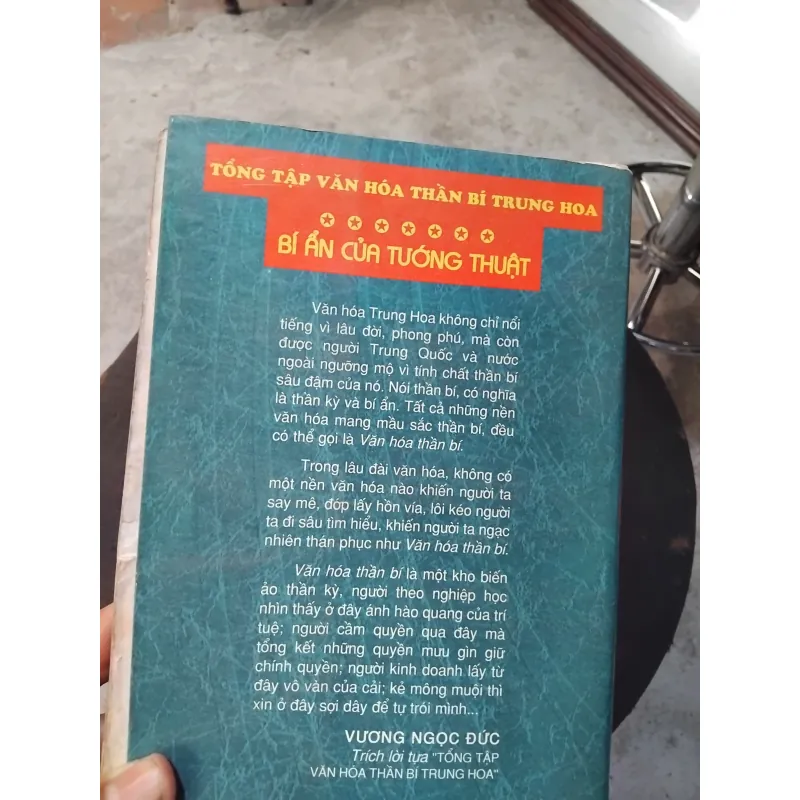 TỔNG TẬP VĂN HÓA THẦN BÍ TRUNG HOA
BÍ ẨN CỦA TƯỚNG THUẬT
Văn hóa Trung Hoa không chỉ nổi
tiếng vì lâu đời, phong phú, mà còn
được người Trung Quốc và nước
ngoài ngưỡng mộ vì tính chất thần bí
sâu đậm của nó. Nói thần bí, có nghĩa
là thần kỳ và bí ẩn. Tất cả những nền
văn hóa mang mầu sắc thần bí, đều
có thể gọi là Văn hóa thần bí.
Trong lâu đài văn hóa, không có
một nền văn hóa nào khiến người ta
say mê, đớp lấy hồn vía, lôi kéo người
ta đi sâu tìm hiểu, khiến người ta ngạc
nhiên thán phục như Văn hóa thần bí.
Văn hóa thần bí là một kho biến
ảo thần kỳ, người theo nghiệp học
nhìn thấy ở đây ánh hào quang của trí
tuệ; người cầm quyền qua đây mà
tổng kết những quyền mưu gìn giữ
chính quyền; người kinh doanh lấy từ
đây vô vàn của cải; kẻ mông muội thì
xin ở đây sợi dây để tự trói mình...
VƯƠNG NGỌC ĐỨC
Trích lời tựa "TỔNG TẬP
VĂN HÓA THẦN BÍ TRUNG HOA"